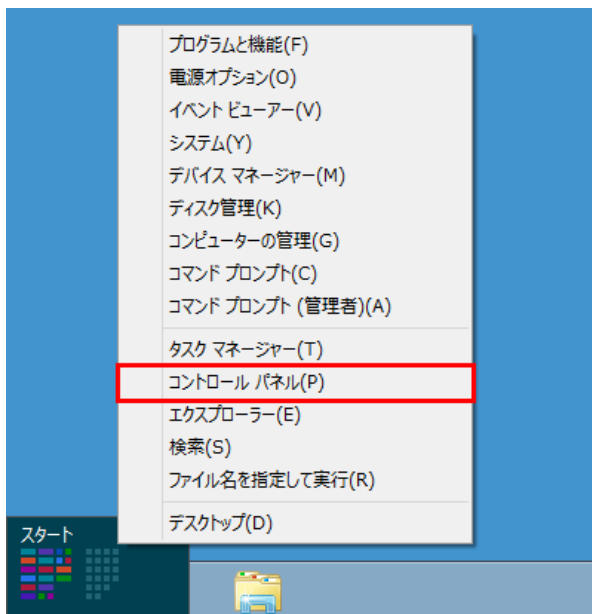 プログラムと機能(F)
電源オプション(O)
イベント ビューアー(V)
システム(Y)
デバイス マネージャー(M)
ディスク管理(K)
コンピューターの管理(G)
コマンド プロンプト(C)
コマンド プロンプト (管理者)(A)
タスク マネージャー(T)
コントロール パネル(P)
エクスプローラー(E)
検索(S)
ファイル名を指定して実行(R)
デスクトップ(D)
スタート